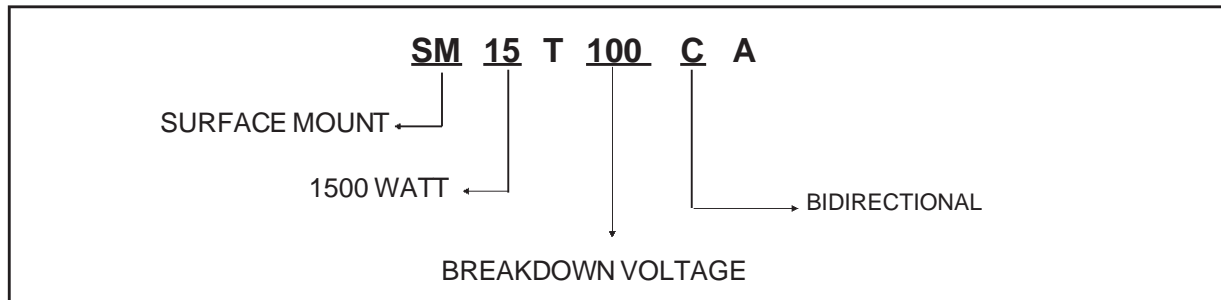 SM 15 T 100 C A
SURFACE MOUNT
1500 WATT
BIDIRECTIONAL
BREAKDOWN VOLTAGE